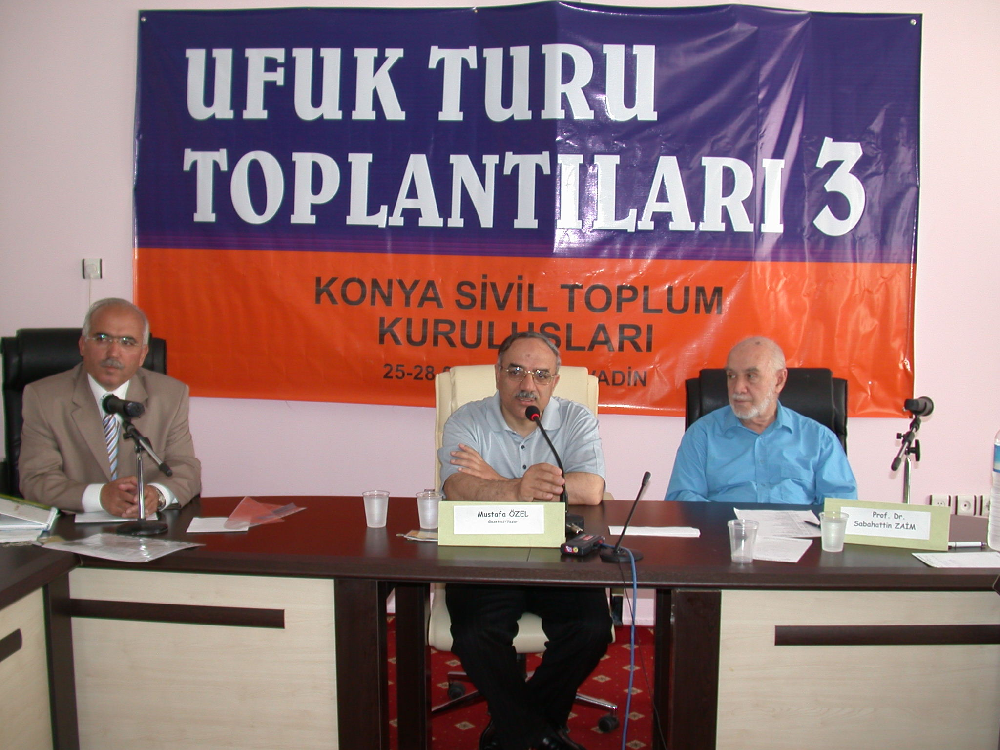 UFUK TURU
TOPLANTILARI 3
KONYA SİVİL TOPLUM
KURULUŞLARI
25-28
Mustafa ÖZEL
Gazeteci-Yazar
Prof. Dr.
Sabahattin ZAİM